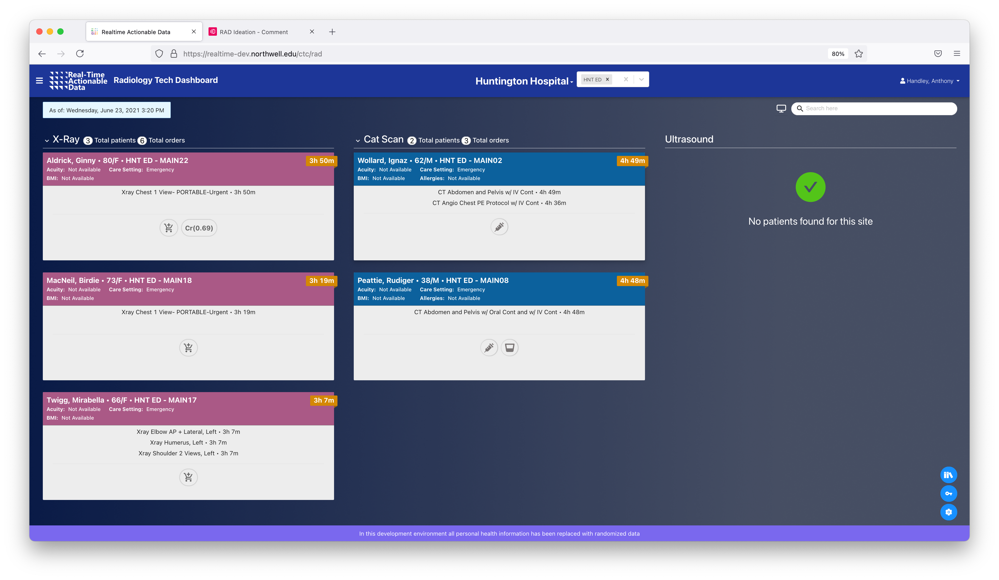 Realtime Actionable Data
RAD Ideation - Comment
https://realtime-dev.northwell.edu/ctc/rad
80%
Real-Time
Actionable
Data
Radiology Tech Dashboard
Huntington Hospital
HNT ED
Handley, Anthony
As of: Wednesday, June 23, 2021 3:20 PM
Search here
X-Ray 3 Total patients 6 Total orders
Aldrick, Ginny • 80/F • HNT ED - MAIN22
3h 50m
Acuity: Not Available Care Setting: Emergency
BMI: Not Available
Xray Chest 1 View- PORTABLE-Urgent • 3h 50m
Cr(0.69)
MacNeil, Birdie • 73/F • HNT ED - MAIN18
3h 19m
Acuity: Not Available Care Setting: Emergency
BMI: Not Available
Xray Chest 1 View- PORTABLE-Urgent • 3h 19m
Twigg, Mirabella • 66/F • HNT ED - MAIN17
3h 7m
Acuity: Not Available Care Setting: Emergency
BMI: Not Available
Xray Elbow AP + Lateral, Left • 3h 7m
Xray Humerus, Left • 3h 7m
Xray Shoulder 2 Views, Left • 3h 7m
Cat Scan 2 Total patients 3 Total orders
Wollard, Ignaz • 62/M • HNT ED - MAIN02
4h 49m
Acuity: Not Available Care Setting: Emergency
BMI: Not Available Allergies: Not Available
CT Abdomen and Pelvis w/ IV Cont • 4h 49m
CT Angio Chest PE Protocol w/ IV Cont • 4h 36m
Peattie, Rudiger • 38/M • HNT ED - MAIN08
4h 48m
Acuity: Not Available Care Setting: Emergency
BMI: Not Available Allergies: Not Available
CT Abdomen and Pelvis w/ Oral Cont and w/ IV Cont • 4h 48m
Ultrasound
No patients found for this site
In this development environment all personal health information has been replaced with randomized data